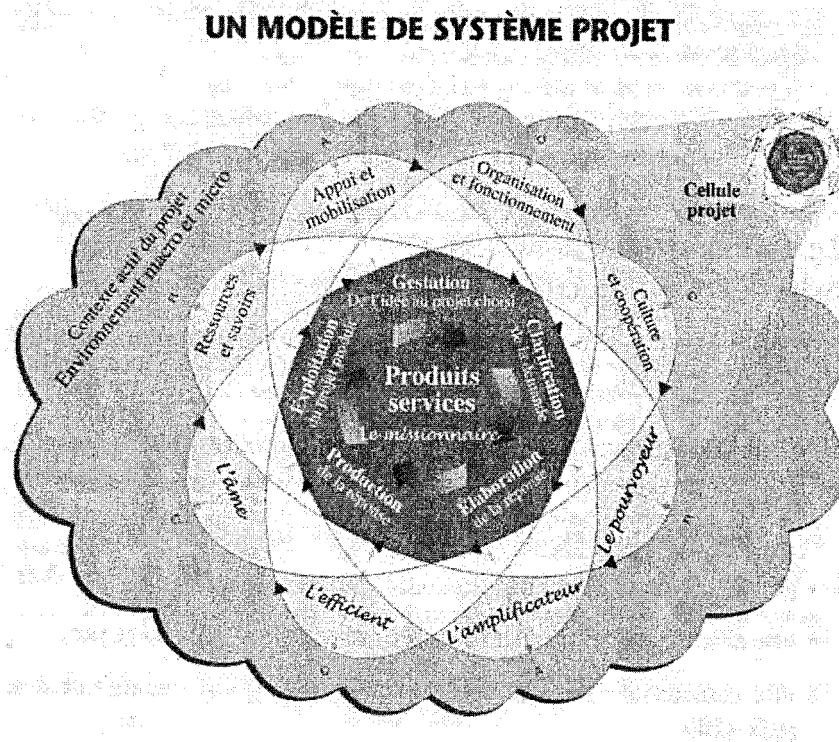 UN MODÈLE DE SYSTÈME PROJET
Contexte actif du projet
Environnement macro et micro
Appui et
mobilisation
Organisation
et fonctionnement
Cellule
projet
Ressources
et savoirs
Culture
et coopération
Gestation
De l'idée au projet choisi
Exploitation
du projet produit
Clarification
de la demande
Produits
services
Le missionnaire
Production
de la réponse
Élaboration
de la réponse
L'âme
Le pourvoyeur
L'efficient
L'amplificateur